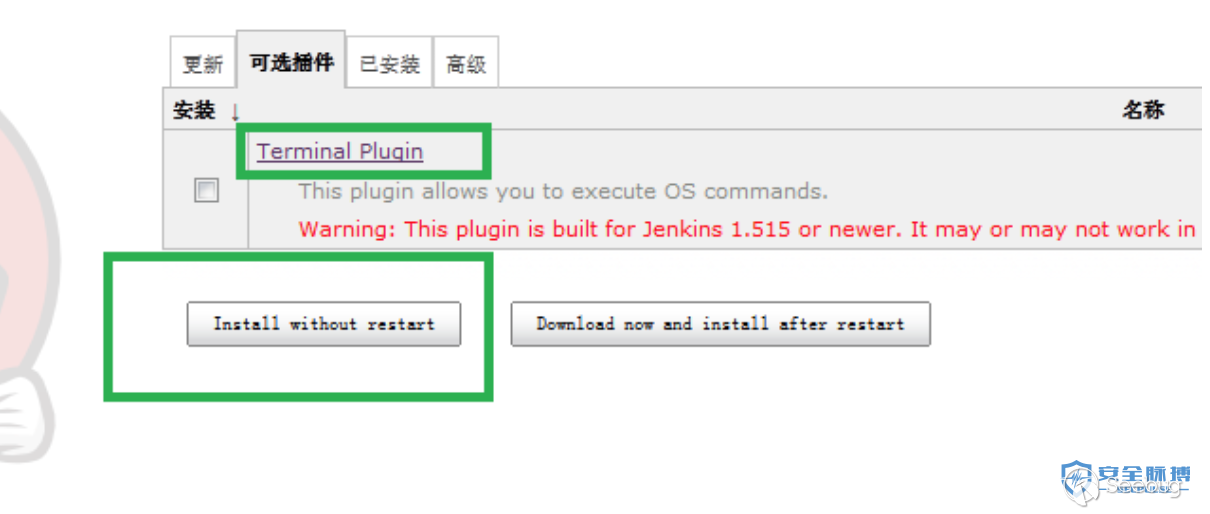 更新 可选插件 已安装 高级
安装 ↓ 名称
Terminal Plugin
This plugin allows you to execute OS commands.
Warning: This plugin is built for Jenkins 1.515 or newer. It may or may not work in
Install without restart Download now and install after restart
安全脉搏
Seebug